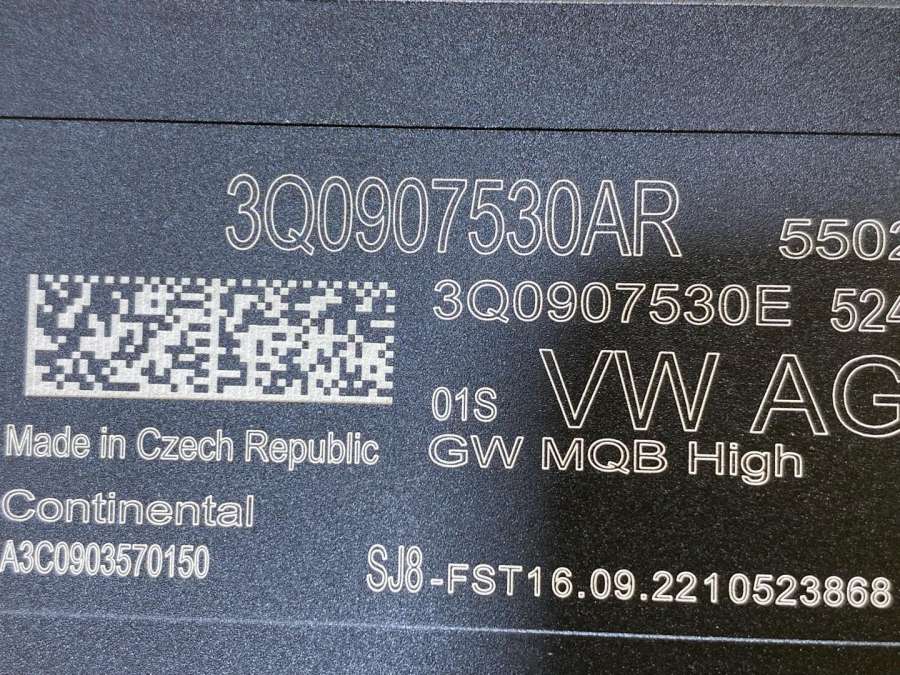 3Q0907530AR 5502
3Q0907530E 524
01S VW AG
GW MQB High
Made in Czech Republic
Continental
A3C0903570150
SJ8-FST16.09.2210523868